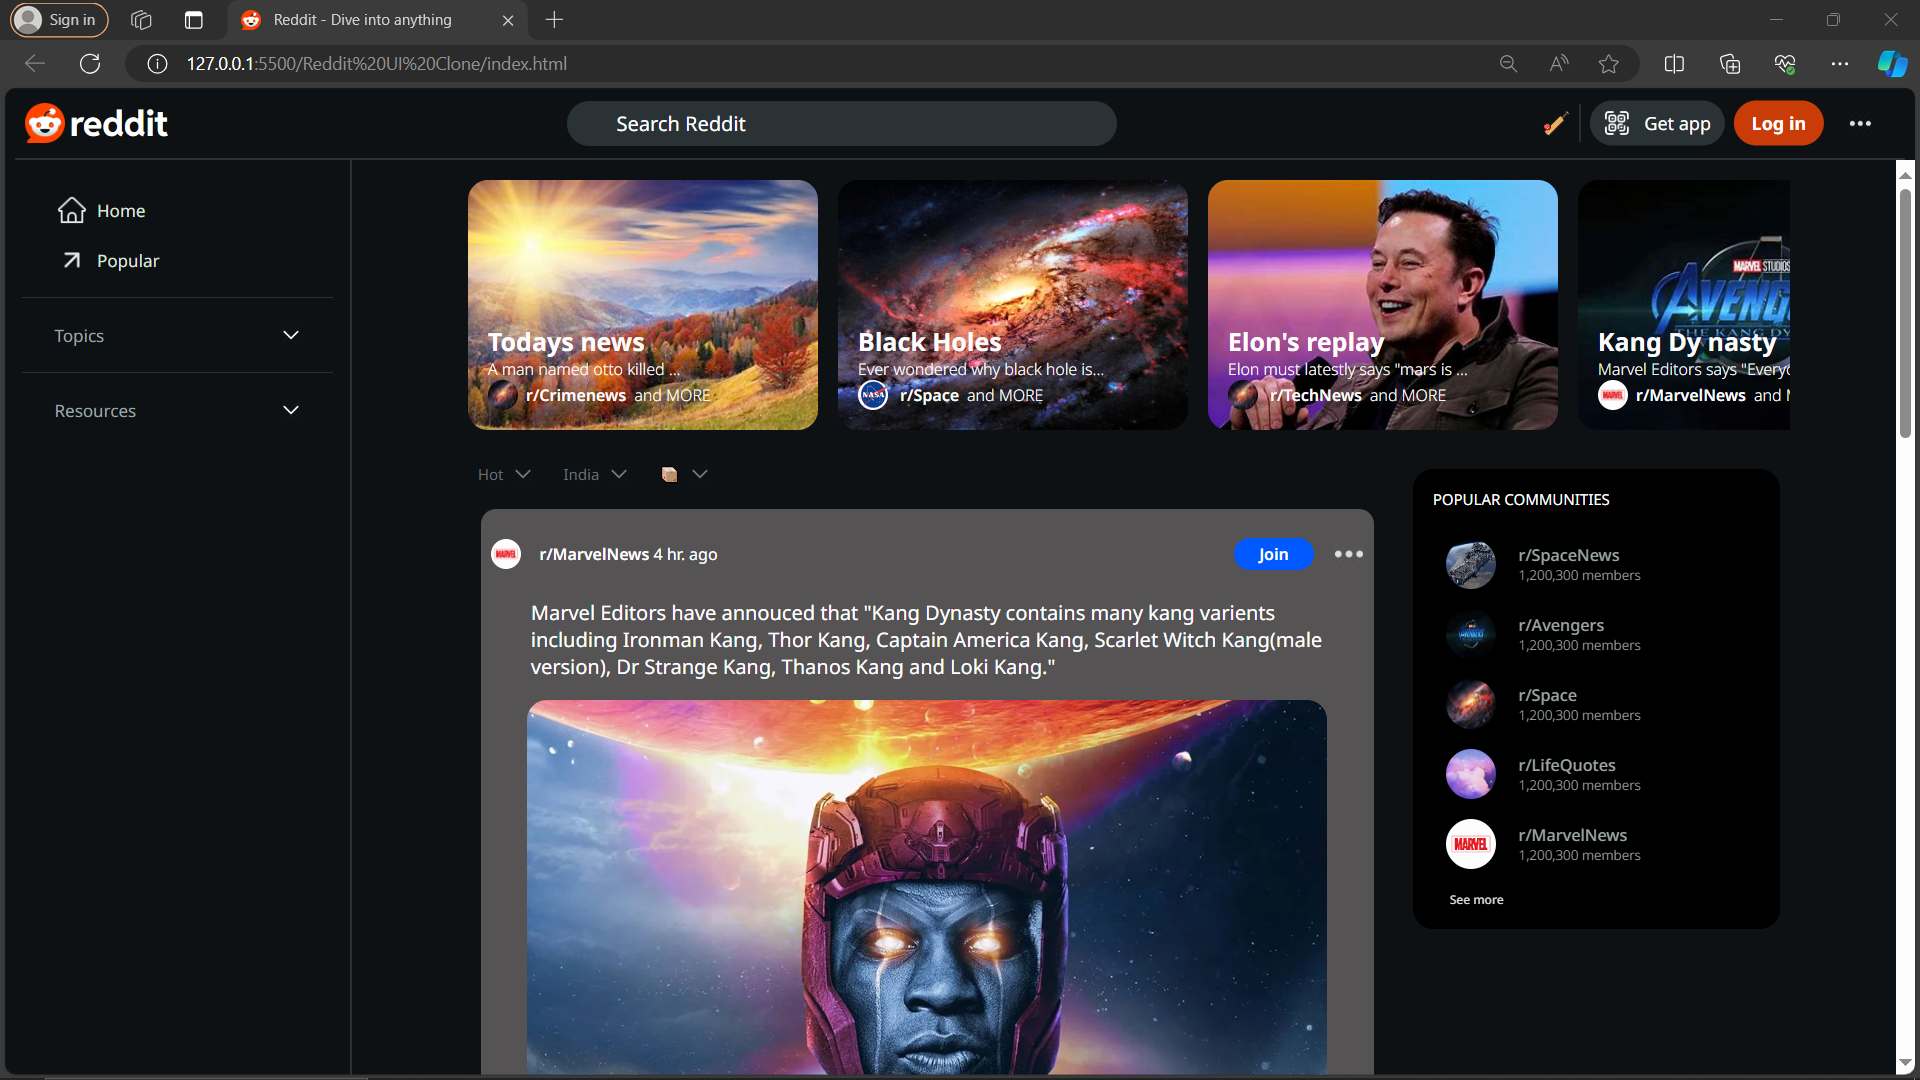 Sign in
Reddit - Dive into anything
127.0.0.1:5500/Reddit%20UI%20Clone/index.html
reddit
Search Reddit
Get app
Log in
Home
Popular
Topics
Resources
Todays news
A man named otto killed ...
r/Crimenews and MORE
Black Holes
Ever wondered why black hole is...
NASA
r/Space and MORE
Elon's replay
Elon must latestly says "mars is ...
r/TechNews and MORE
MARVEL STUDIOS
AVENG
THE KANG DY
Kang Dy nasty
Marvel Editors says "Everyo
MARVEL
r/MarvelNews and M
Hot
India
MARVEL
r/MarvelNews 4 hr. ago
Join
Marvel Editors have annouced that "Kang Dynasty contains many kang varients
including Ironman Kang, Thor Kang, Captain America Kang, Scarlet Witch Kang(male
version), Dr Strange Kang, Thanos Kang and Loki Kang."
POPULAR COMMUNITIES
r/SpaceNews
1,200,300 members
r/Avengers
1,200,300 members
r/Space
1,200,300 members
r/LifeQuotes
1,200,300 members
MARVEL
r/MarvelNews
1,200,300 members
See more